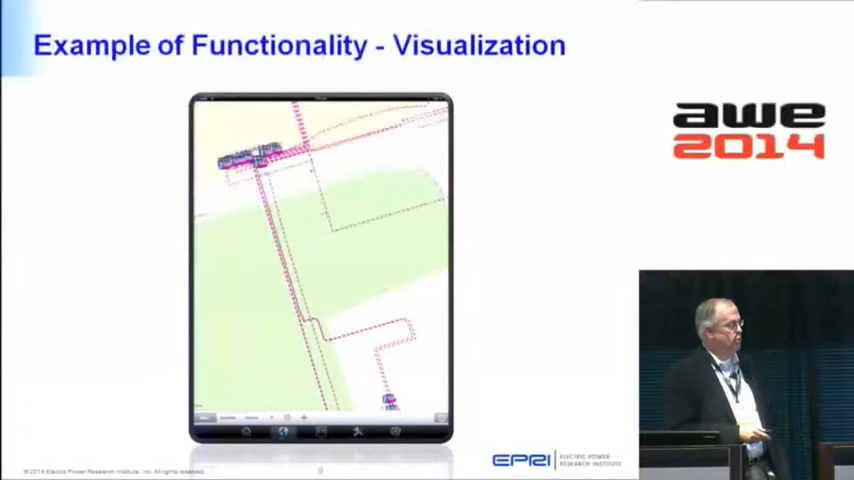 Example of Functionality - Visualization
awe
2014
EPRI
ELECTRIC POWER
RESEARCH INSTITUTE
© 2014 Electric Power Research Institute, Inc. All rights reserved.
9